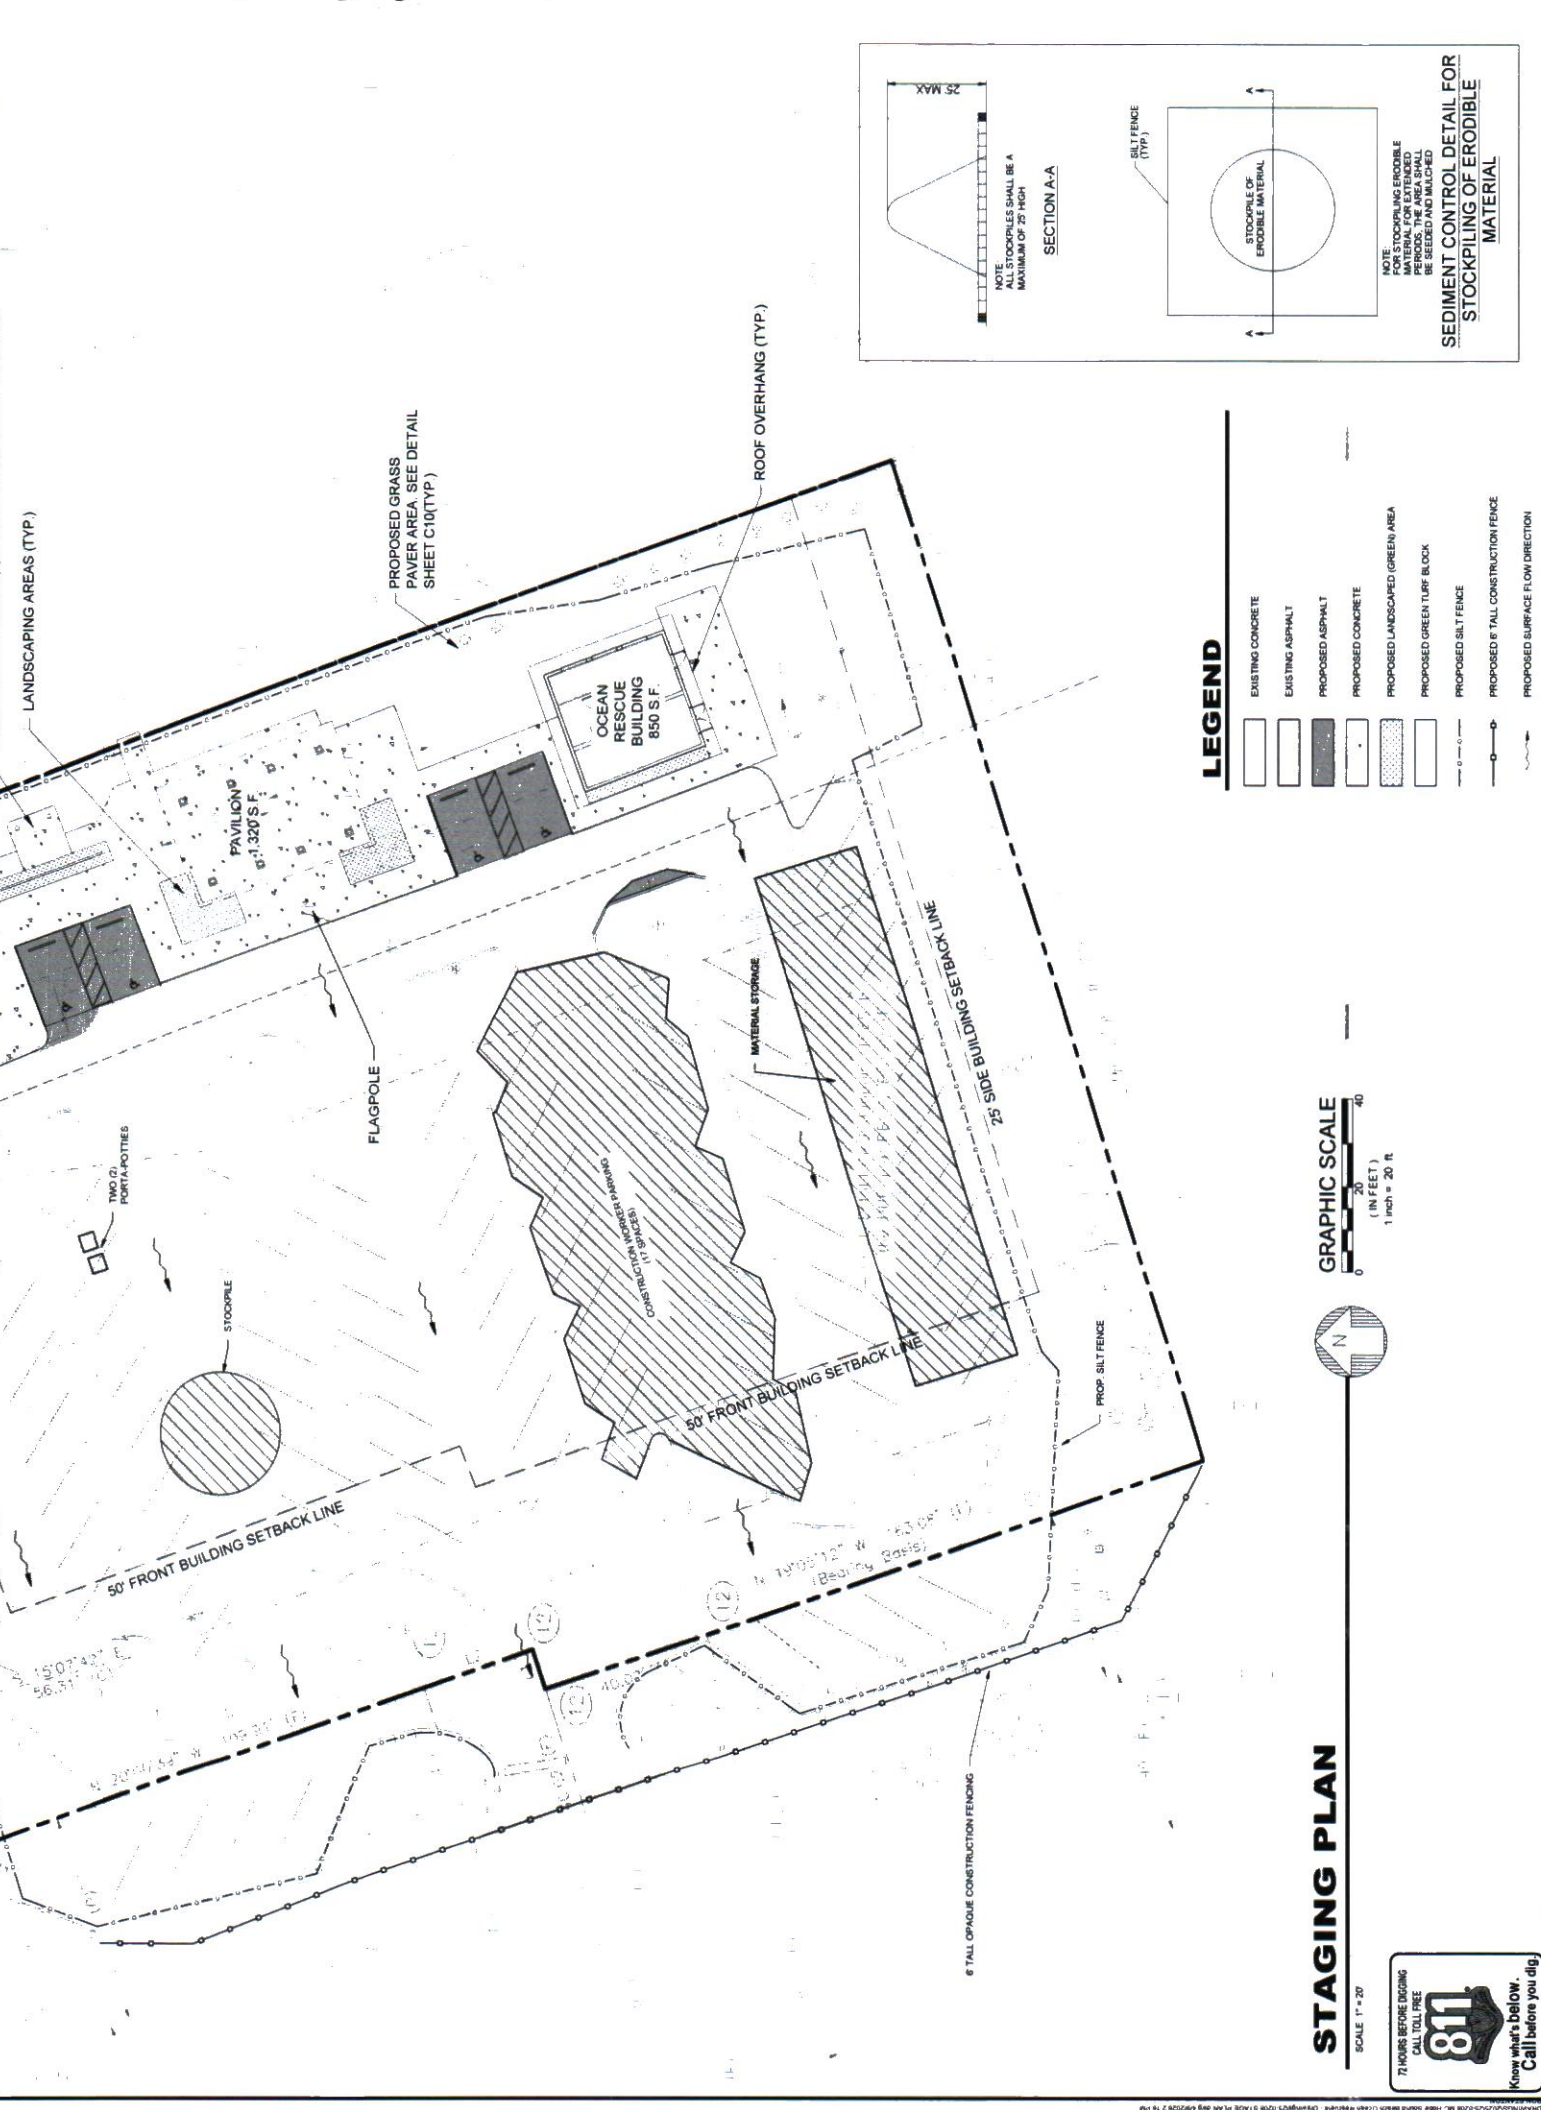 LANDSCAPING AREAS (TYP.)
PROPOSED GRASS
PAVER AREA. SEE DETAIL
SHEET C10(TYP.)
ROOF OVERHANG (TYP.)
PAVILION
1,320 S.F.
OCEAN
RESCUE
BUILDING
850 S.F.
FLAGPOLE
TWO (2)
PORTA-POTTIES
STOCKPILE
CONSTRUCTION WORKER PARKING
(17 SPACES)
MATERIAL STORAGE
25' SIDE BUILDING SETBACK LINE
50' FRONT BUILDING SETBACK LINE
50' FRONT BUILDING SETBACK LINE
PROP. SILT FENCE
(Bearing Basis)
6' TALL OPAQUE CONSTRUCTION FENCING
25' MAX
NOTE:
ALL STOCKPILES SHALL BE A
MAXIMUM OF 25' HIGH
SECTION A-A
SILT FENCE
(TYP.)
A
A
STOCKPILE OF
ERODIBLE MATERIAL
NOTE:
FOR STOCKPILING ERODIBLE
MATERIAL FOR EXTENDED
PERIODS, THE AREA SHALL
BE SEEDED AND MULCHED
SEDIMENT CONTROL DETAIL FOR
STOCKPILING OF ERODIBLE
MATERIAL
LEGEND
EXISTING CONCRETE
EXISTING ASPHALT
PROPOSED ASPHALT
PROPOSED CONCRETE
PROPOSED LANDSCAPED (GREEN) AREA
PROPOSED GREEN TURF BLOCK
PROPOSED SILT FENCE
PROPOSED 6' TALL CONSTRUCTION FENCE
PROPOSED SURFACE FLOW DIRECTION
GRAPHIC SCALE
0 20 40
( IN FEET )
1 inch = 20 ft.
N
STAGING PLAN
SCALE 1" = 20'
72 HOURS BEFORE DIGGING
CALL TOLL FREE
811
Know what's below.
Call before you dig.